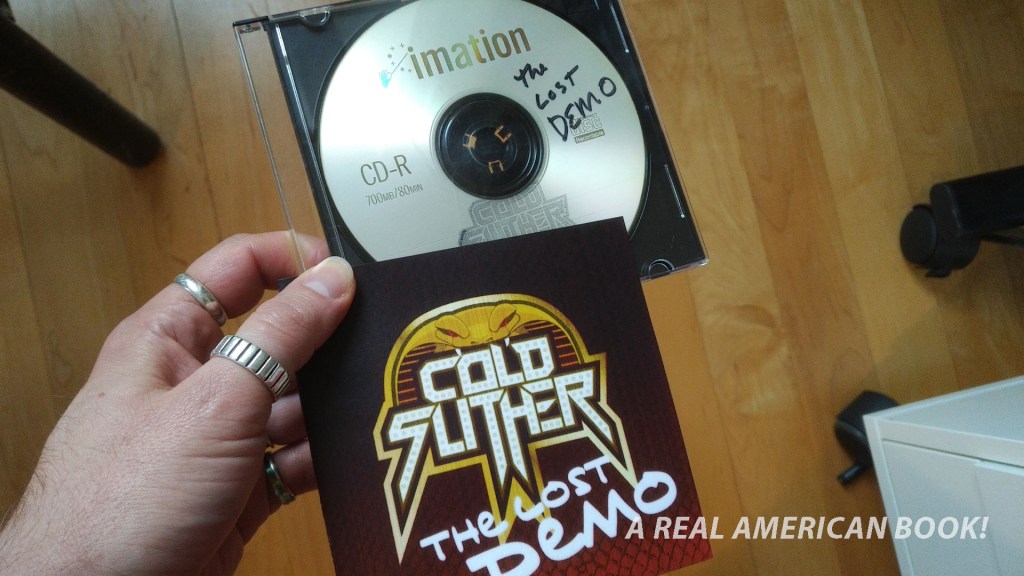 imation
the
LOST
DEMO
CD-R
700MB/80MIN
COLD
SLITHER
COLD
SLITHER
THE LOST
DEMO
A REAL AMERICAN BOOK!